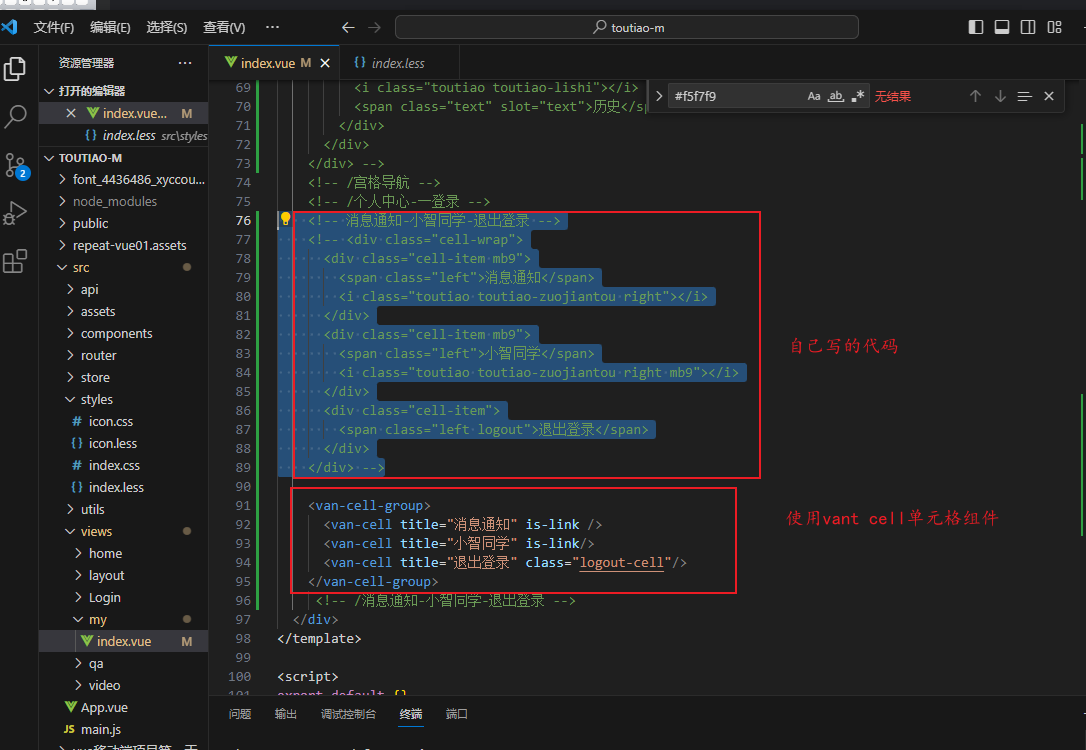 文件(F) 编辑(E) 选择(S) 查看(V) ··· toutiao-m
资源管理器 ···
打开的编辑器
index.vue... M
index.less src\styles
TOUTIAO-M
font_4436486_xyccou...
node_modules
public
repeat-vue01.assets
src
api
assets
components
router
store
styles
icon.css
icon.less
index.css
index.less
utils
views
home
layout
Login
my
index.vue M
qa
video
App.vue
main.js
index.vue M index.less
#f5f7f9 Aa ab .* 无结果
69 <i class="toutiao toutiao-lishi"></i>
70 <span class="text" slot="text">历史</s
71 </div>
72 </div>
73 </div> -->
74 <!-- /宫格导航 -->
75 <!-- /个人中心-一登录 -->
76 <!-- 消息通知-小智同学-退出登录 -->
77 <!-- <div class="cell-wrap">
78 <div class="cell-item mb9">
79 <span class="left">消息通知</span>
80 <i class="toutiao toutiao-zuojiantou right"></i>
81 </div>
82 <div class="cell-item mb9">
83 <span class="left">小智同学</span>
84 <i class="toutiao toutiao-zuojiantou right mb9"></i>
85 </div>
86 <div class="cell-item">
87 <span class="left logout">退出登录</span>
88 </div>
89 </div> -->
自己写的代码
90
91 <van-cell-group>
92 <van-cell title="消息通知" is-link />
93 <van-cell title="小智同学" is-link/>
94 <van-cell title="退出登录" class="logout-cell"/>
95 </van-cell-group>
使用vant cell单元格组件
96 <!-- /消息通知-小智同学-退出登录 -->
97 </div>
98 </template>
99
100 <script>
101 export default {}
问题 输出 调试控制台 终端 端口